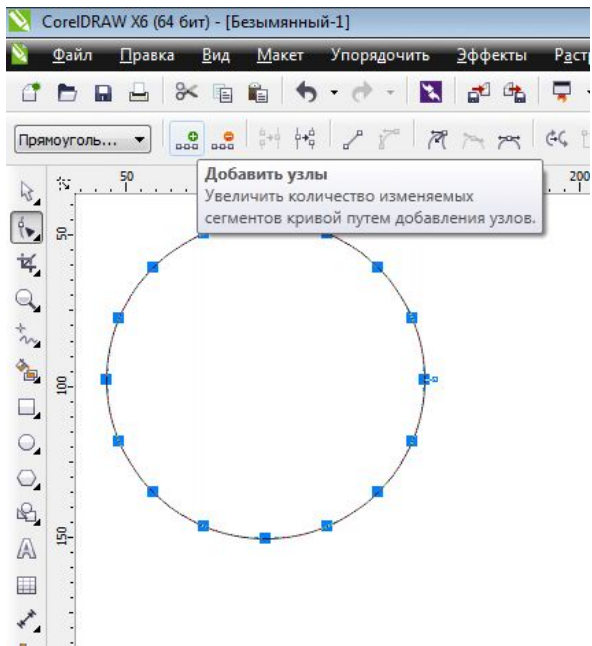 CorelDRAW X6 (64 бит) - [Безымянный-1]
Файл Правка Вид Макет Упорядочить Эффекты Раст
Прямоуголь...
50 200
Добавить узлы
Увеличить количество изменяемых
сегментов кривой путем добавления узлов.
50
100
150